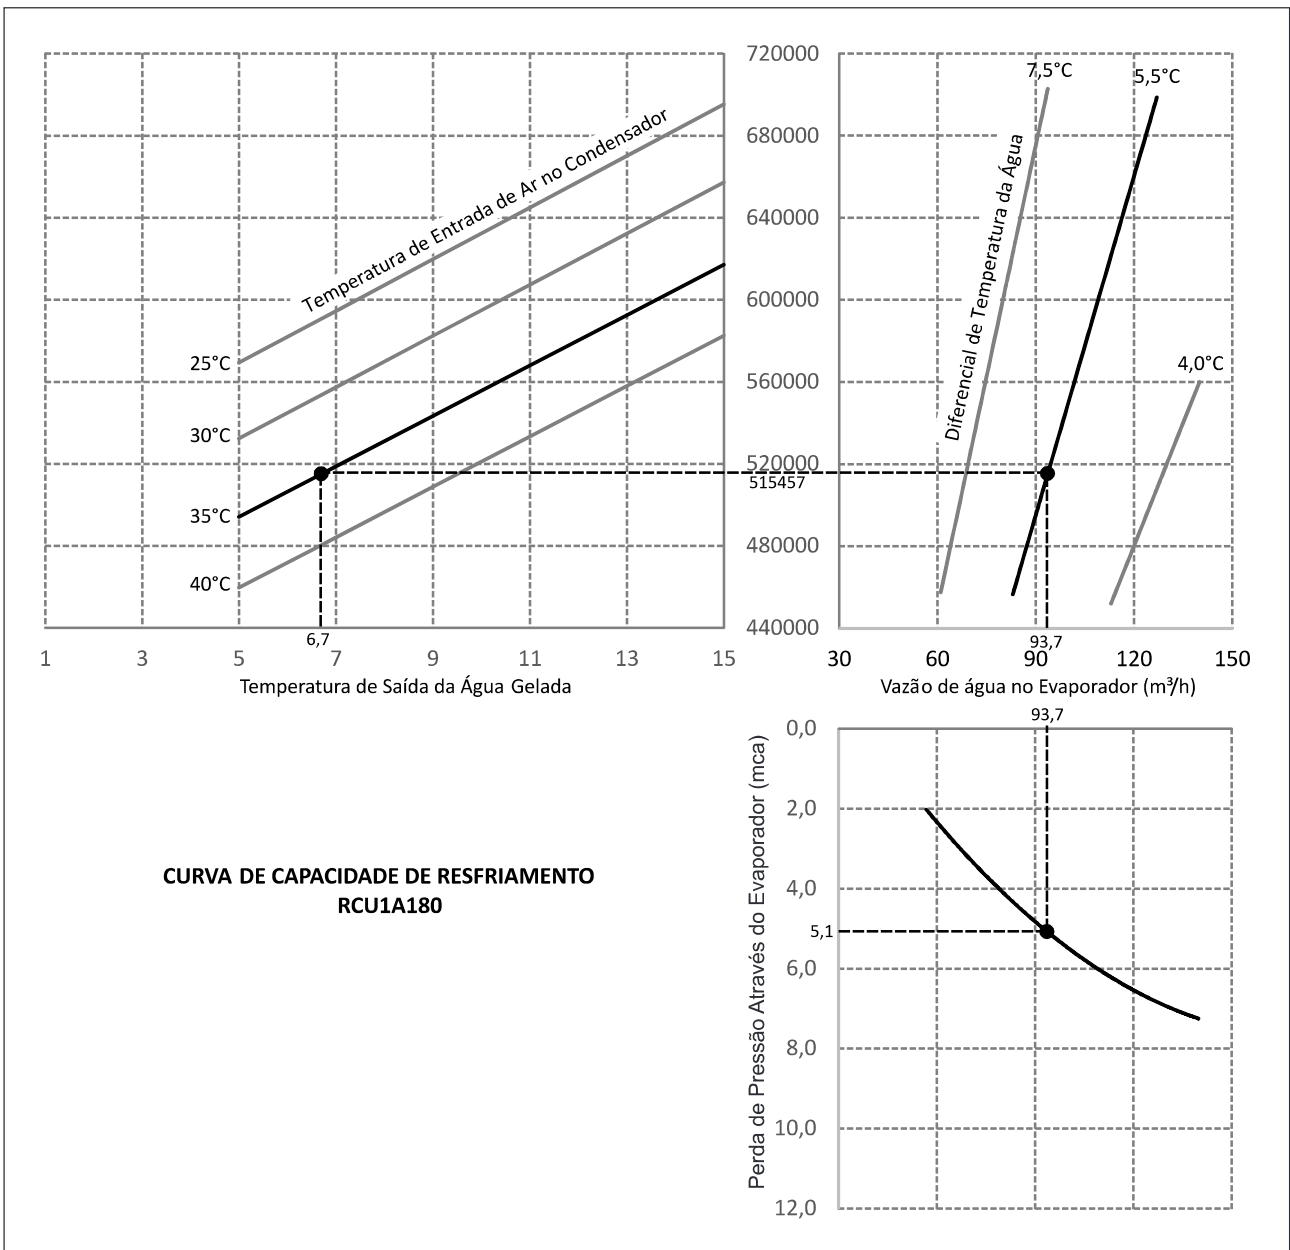 720000
680000
640000
600000
560000
520000
515457
480000
440000
Temperatura de Entrada de Ar no Condensador
25°C
30°C
35°C
40°C
6,7
1 3 5 7 9 11 13 15
Temperatura de Saída da Água Gelada
7,5°C
5,5°C
4,0°C
Diferencial de Temperatura da Água
93,7
30 60 90 120 150
Vazão de água no Evaporador (m³/h)
93,7
0,0
2,0
4,0
5,1
6,0
8,0
10,0
12,0
Perda de Pressão Através do Evaporador (mca)
CURVA DE CAPACIDADE DE RESFRIAMENTO
RCU1A180